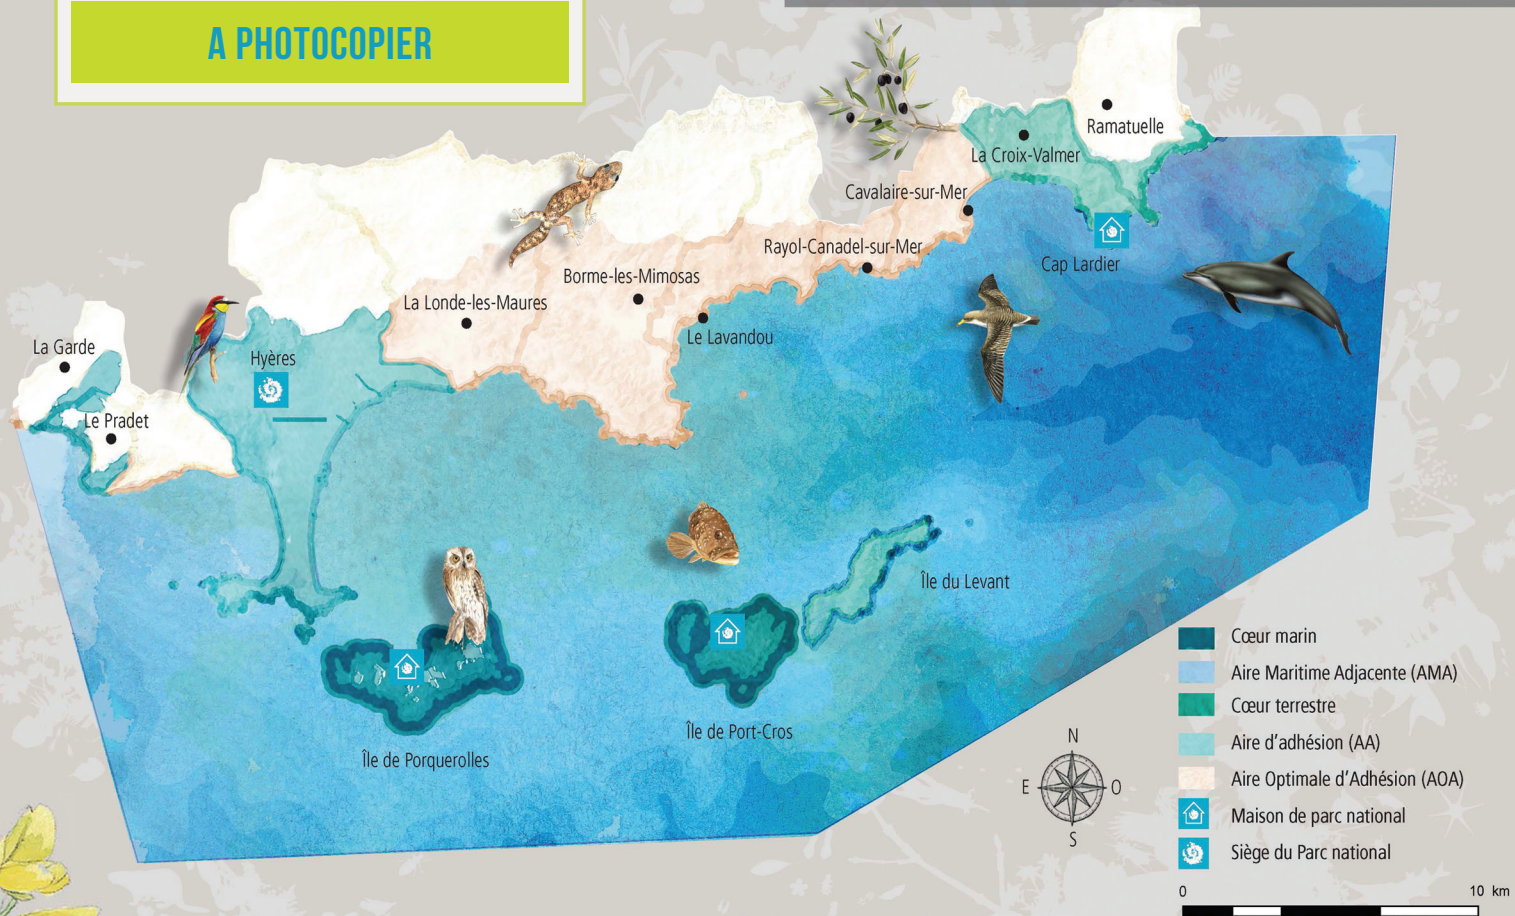 A PHOTOCOPIER
Ramatuelle
La Croix-Valmer
Cavalaire-sur-Mer
Rayol-Canadel-sur-Mer
Cap Lardier
Borme-les-Mimosas
La Londe-les-Maures
Le Lavandou
La Garde
Hyères
Le Pradet
Île du Levant
Île de Port-Cros
Île de Porquerolles
N
E
O
S
Cœur marin
Aire Maritime Adjacente (AMA)
Cœur terrestre
Aire d'adhésion (AA)
Aire Optimale d'Adhésion (AOA)
Maison de parc national
Siège du Parc national
0 10 km